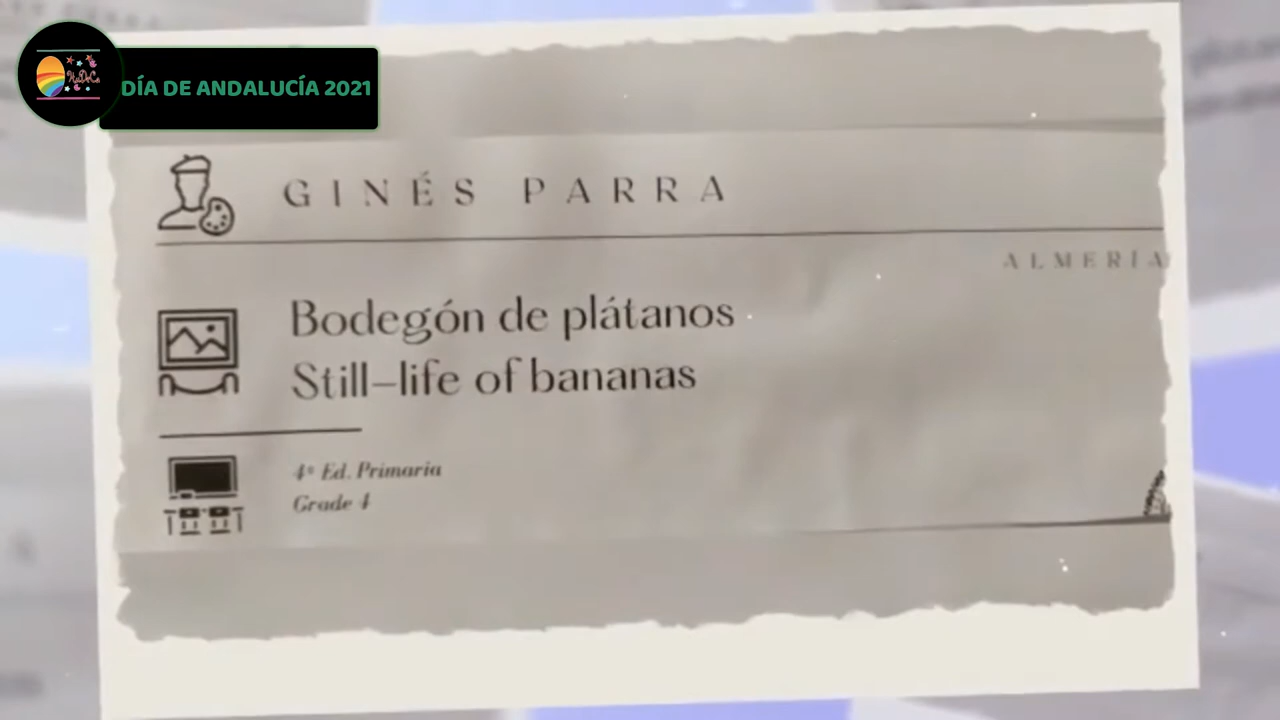 DÍA DE ANDALUCÍA 2021
GINÉS PARRA
ALMERÍA
Bodegón de plátanos
Still-life of bananas
4º Ed. Primaria
Grade 4